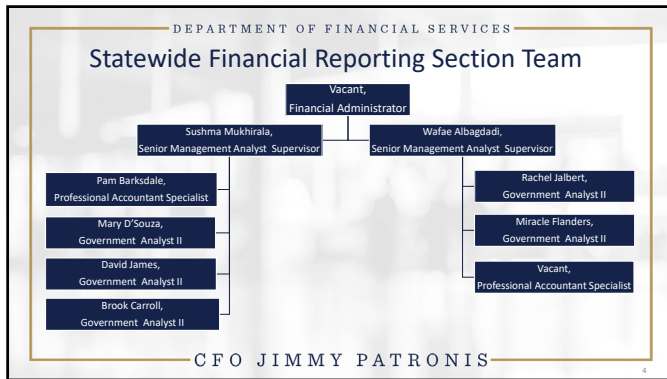 DEPARTMENT OF FINANCIAL SERVICES
Statewide Financial Reporting Section Team
Vacant,
Financial Administrator
Sushma Mukhirala,
Senior Management Analyst Supervisor
Wafae Albagdadi,
Senior Management Analyst Supervisor
Pam Barksdale,
Professional Accountant Specialist
Mary D'Souza,
Government Analyst II
David James,
Government Analyst II
Brook Carroll,
Government Analyst II
Rachel Jalbert,
Government Analyst II
Miracle Flanders,
Government Analyst II
Vacant,
Professional Accountant Specialist
CFO JIMMY PATRONIS
4